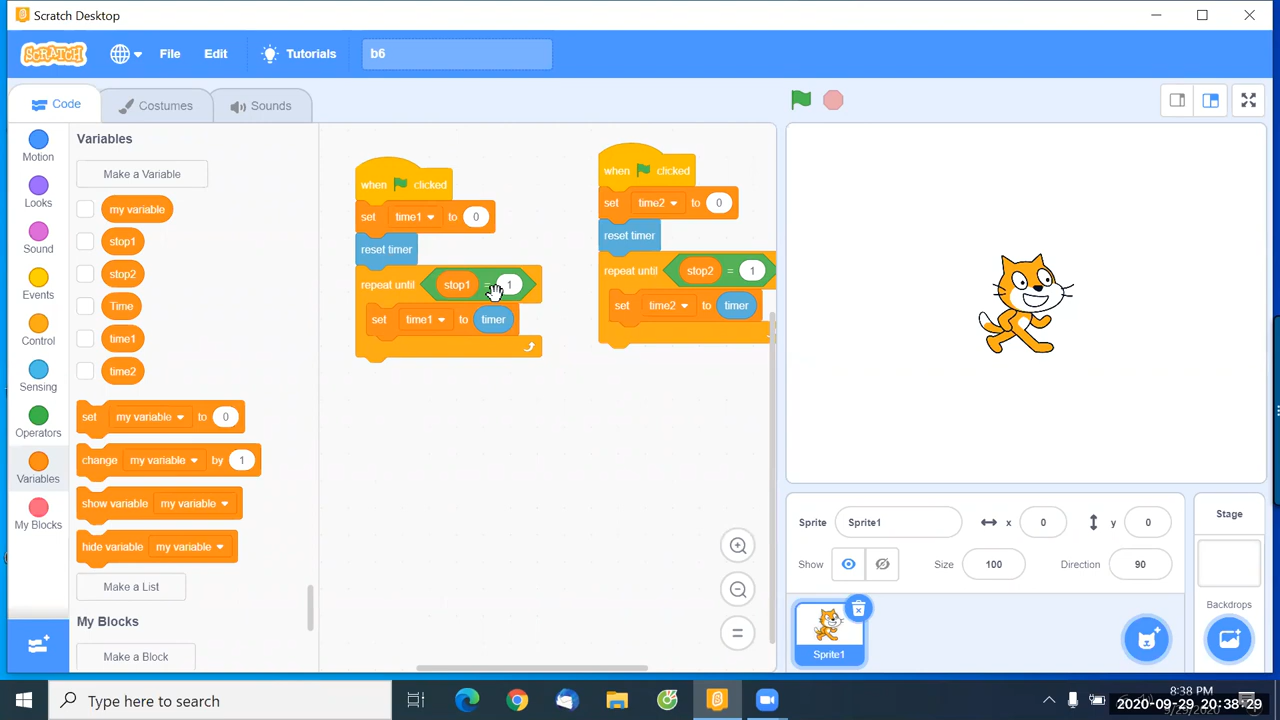 Scratch Desktop
SCRATCH
File
Edit
Tutorials
b6
Code
Costumes
Sounds
Motion
Looks
Sound
Events
Control
Sensing
Operators
Variables
My Blocks
Variables
Make a Variable
my variable
stop1
stop2
Time
time1
time2
set my variable to 0
change my variable by 1
show variable my variable
hide variable my variable
Make a List
My Blocks
Make a Block
when clicked
set time1 to 0
reset timer
repeat until stop1 = 1
set time1 to timer
when clicked
set time2 to 0
reset timer
repeat until stop2 = 1
set time2 to timer
Sprite
Sprite1
x
0
y
0
Show
Size
100
Direction
90
Sprite1
Stage
Backdrops
Type here to search
8:38 PM
2020-09-29 20:38:29